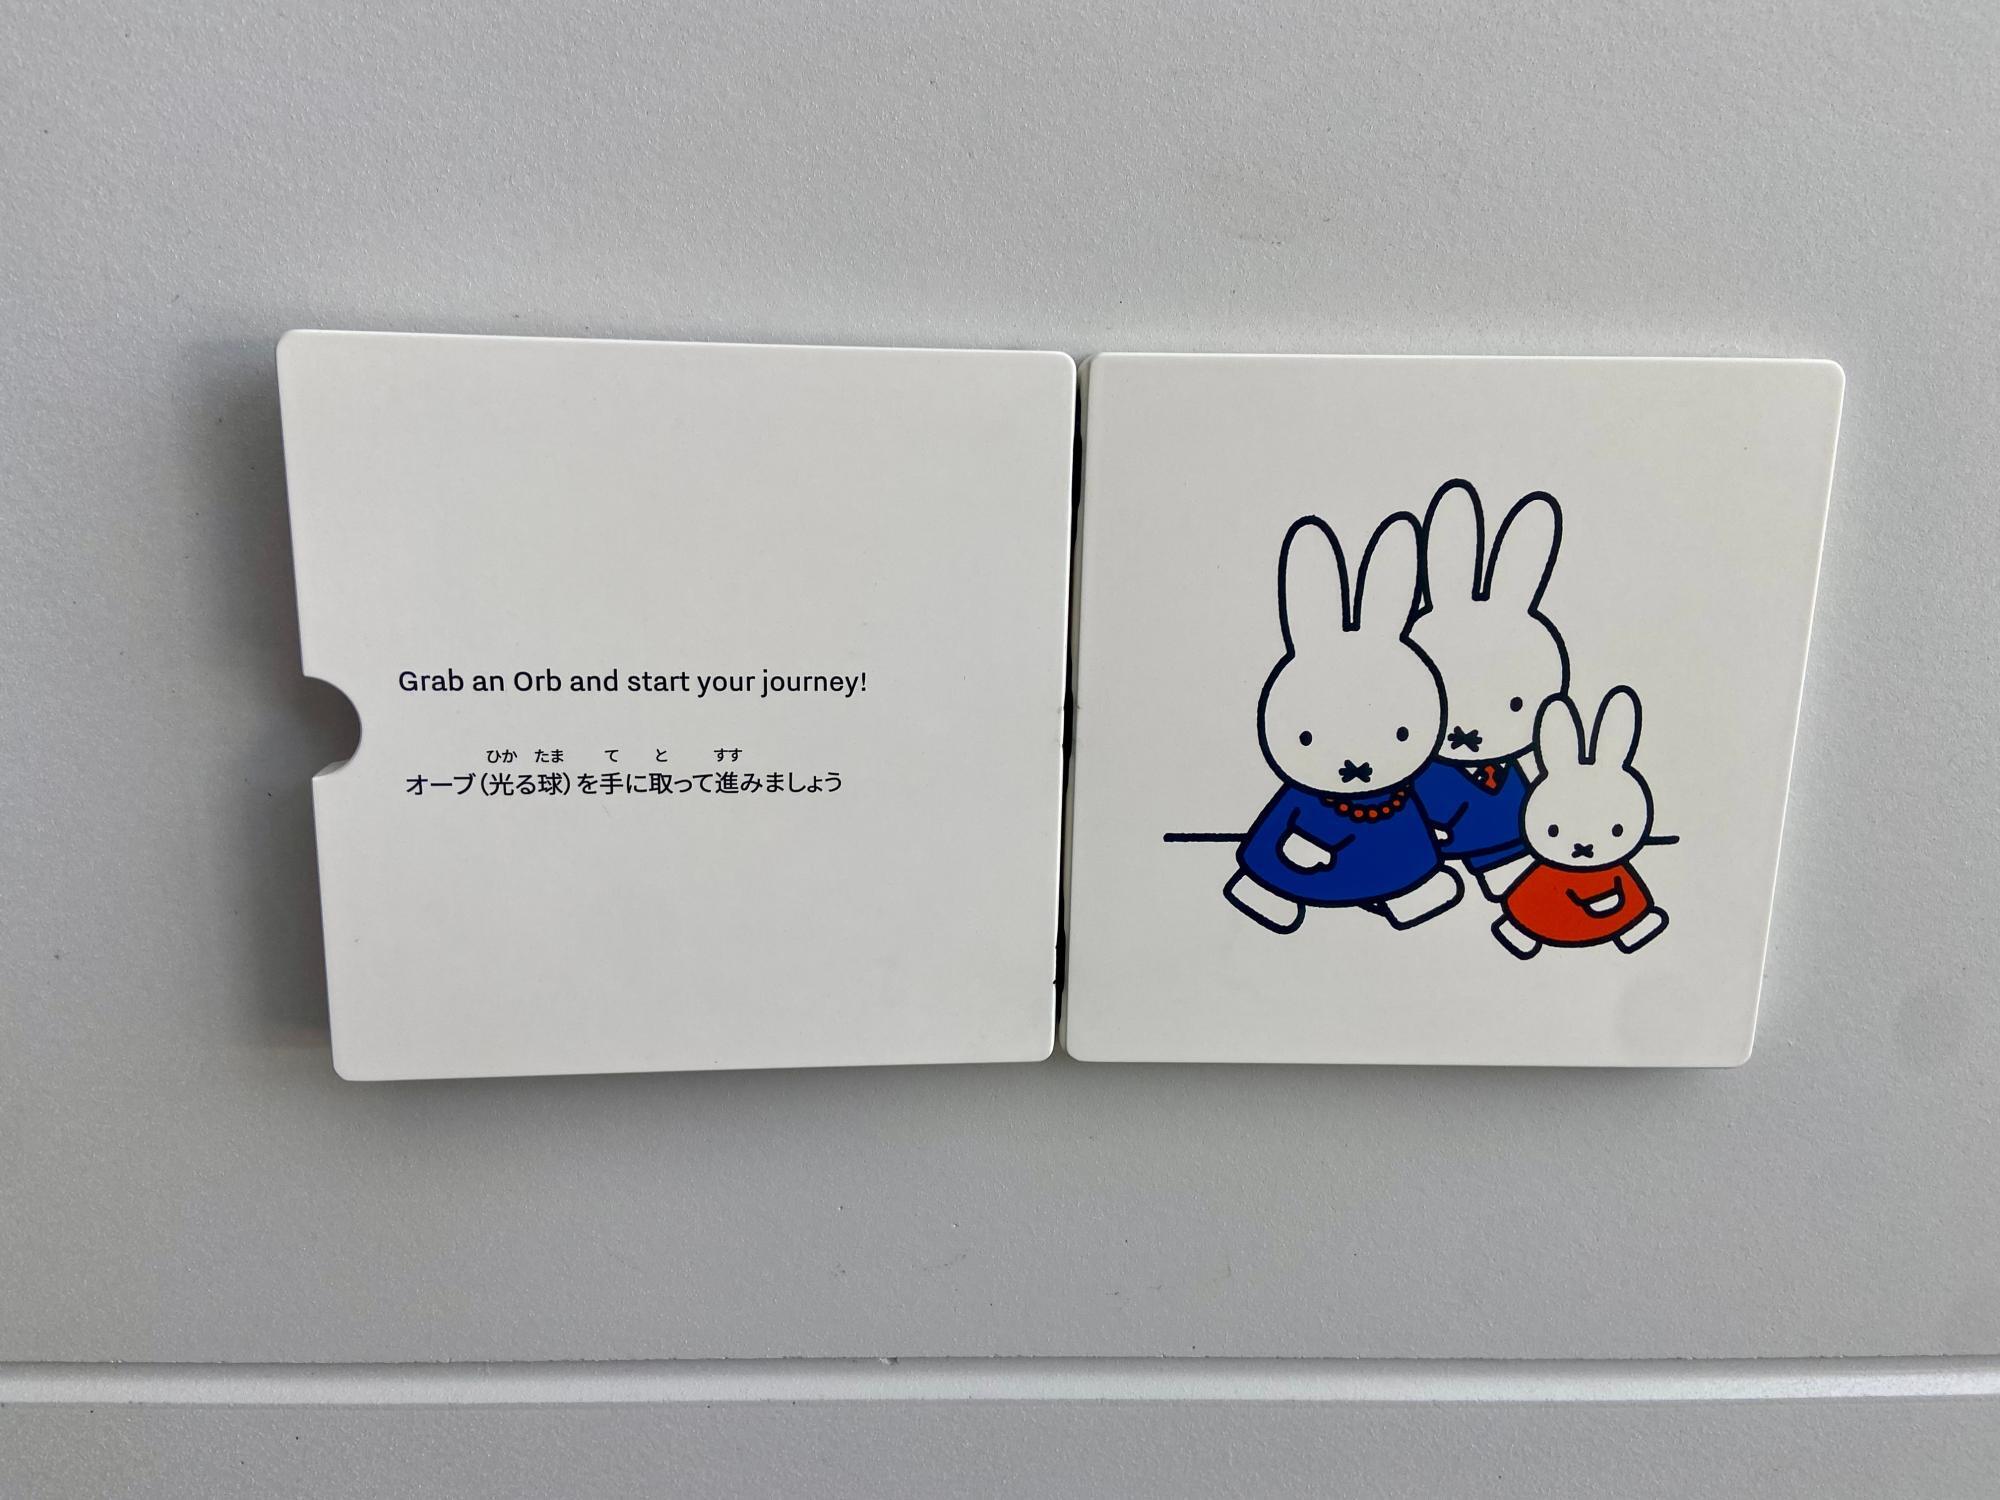 Grab an Orb and start your journey!
ひか たま て と すす
オーブ（光る球）を手に取って進みましょう